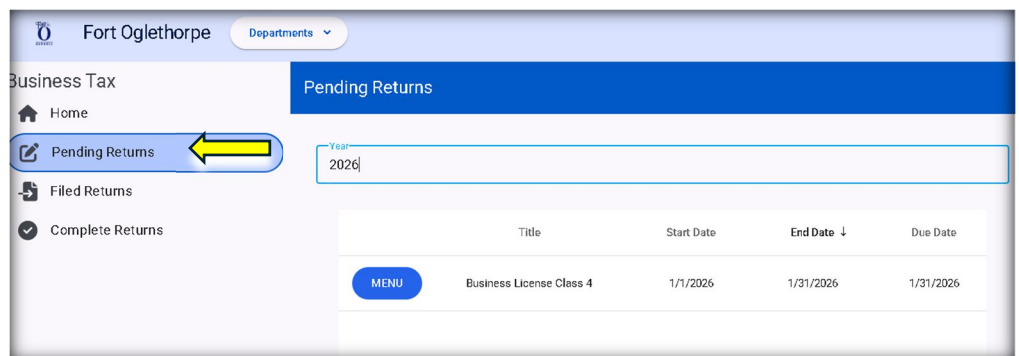 Fort Oglethorpe
Departments
Business Tax
Home
Pending Returns
Filed Returns
Complete Returns
Pending Returns
Year
2026
Title Start Date End Date ↓ Due Date
MENU Business License Class 4 1/1/2026 1/31/2026 1/31/2026